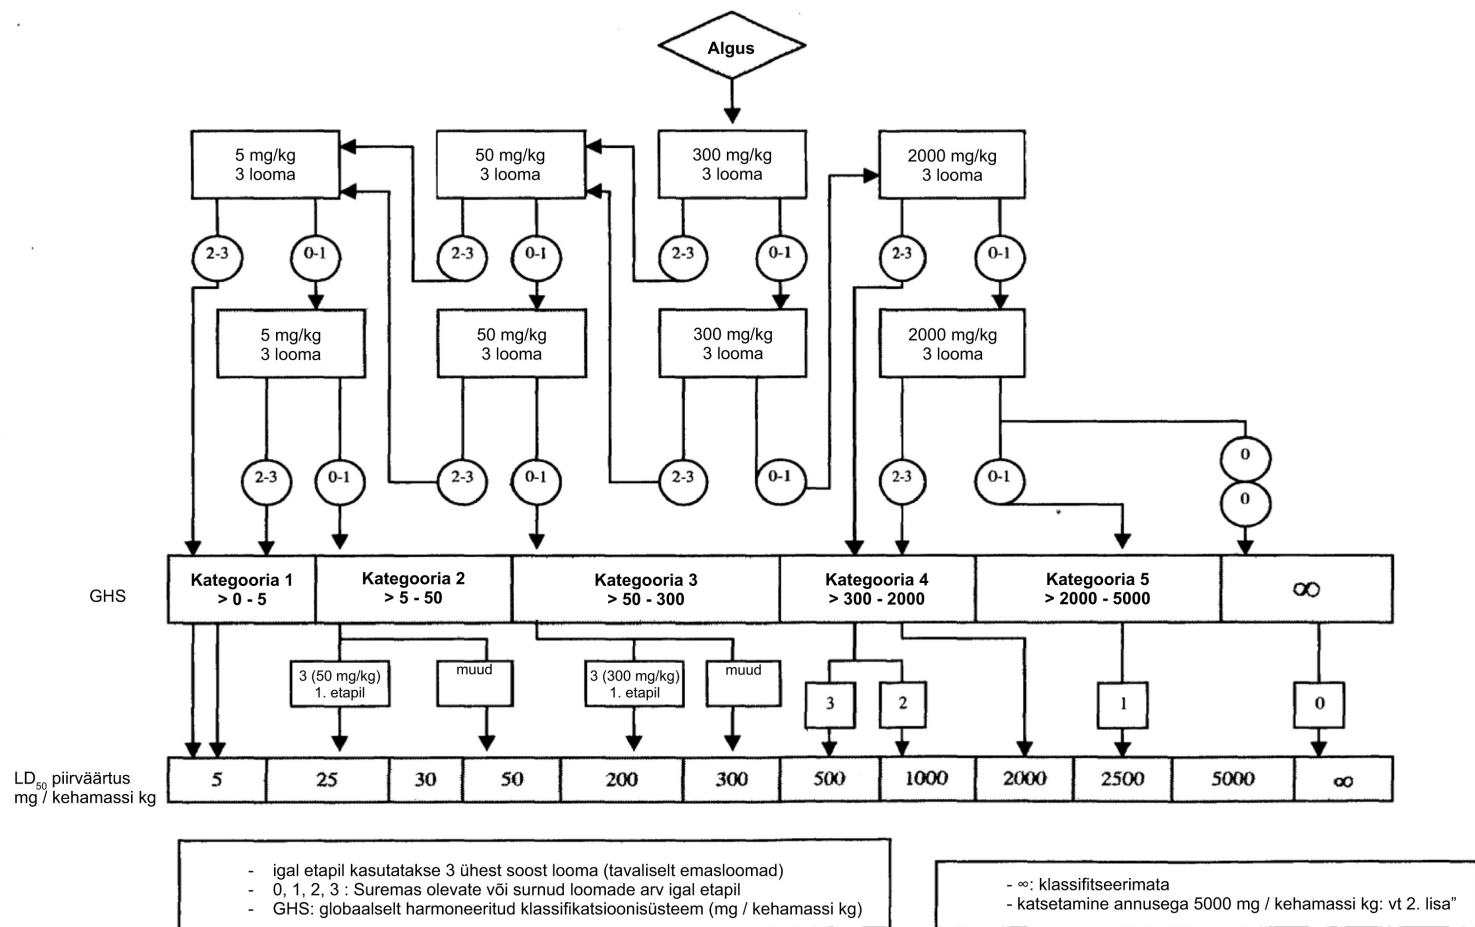 Algus
5 mg/kg
3 looma
50 mg/kg
3 looma
300 mg/kg
3 looma
2000 mg/kg
3 looma
2-3
0-1
2-3
0-1
2-3
0-1
2-3
0-1
5 mg/kg
3 looma
50 mg/kg
3 looma
300 mg/kg
3 looma
2000 mg/kg
3 looma
2-3
0-1
2-3
0-1
2-3
0-1
2-3
0-1
0
0
GHS
Kategooria 1
> 0 - 5
Kategooria 2
> 5 - 50
Kategooria 3
> 50 - 300
Kategooria 4
> 300 - 2000
Kategooria 5
> 2000 - 5000
∞
3 (50 mg/kg)
1. etapil
muud
3 (300 mg/kg)
1. etapil
muud
3
2
1
0
LD50 piirväärtus
mg / kehamassi kg
5
25
30
50
200
300
500
1000
2000
2500
5000
∞
- igal etapil kasutatakse 3 ühest soost looma (tavaliselt emasloomad)
- 0, 1, 2, 3 : Suremas olevate või surnud loomade arv igal etapil
- GHS: globaalselt harmoneeritud klassifikatsioonisüsteem (mg / kehamassi kg)
- ∞: klassifitseerimata
- katsetamine annusega 5000 mg / kehamassi kg: vt 2. lisa”